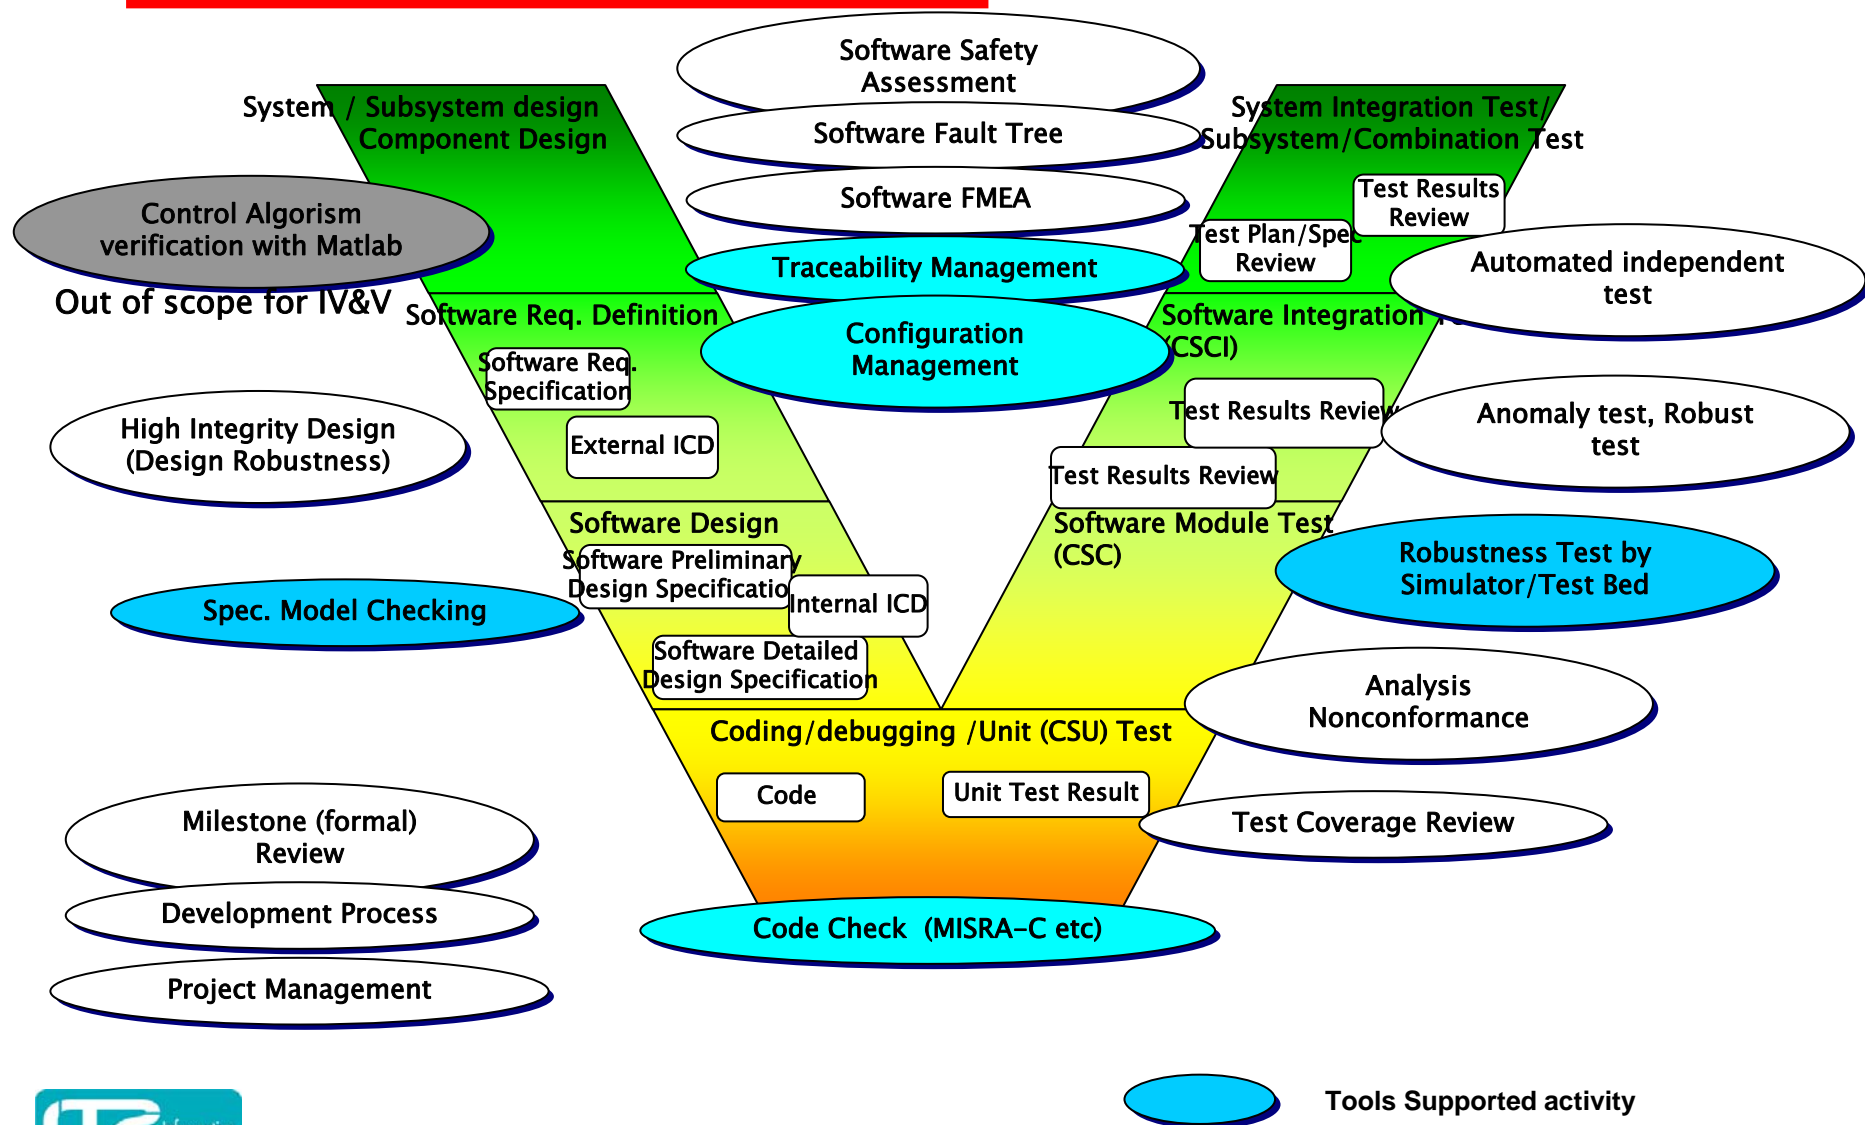 Software Safety
Assessment
System / Subsystem design
Component Design
System Integration Test/
Subsystem/Combination Test
Software Fault Tree
Software FMEA
Test Results
Review
Control Algorism
verification with Matlab
Test Plan/Spec
Review
Traceability Management
Automated independent
test
Out of scope for IV&V
Software Req. Definition
Software Integration
(CSCI)
Configuration
Management
Software Req.
Specification
Test Results Review
Anomaly test, Robust
test
High Integrity Design
(Design Robustness)
External ICD
Test Results Review
Software Design
Software Module Test
(CSC)
Software Preliminary
Design Specificatio
Internal ICD
Robustness Test by
Simulator/Test Bed
Spec. Model Checking
Software Detailed
Design Specification
Analysis
Nonconformance
Coding/debugging /Unit (CSU) Test
Code
Unit Test Result
Milestone (formal)
Review
Test Coverage Review
Development Process
Code Check (MISRA-C etc)
Project Management
Tools Supported activity